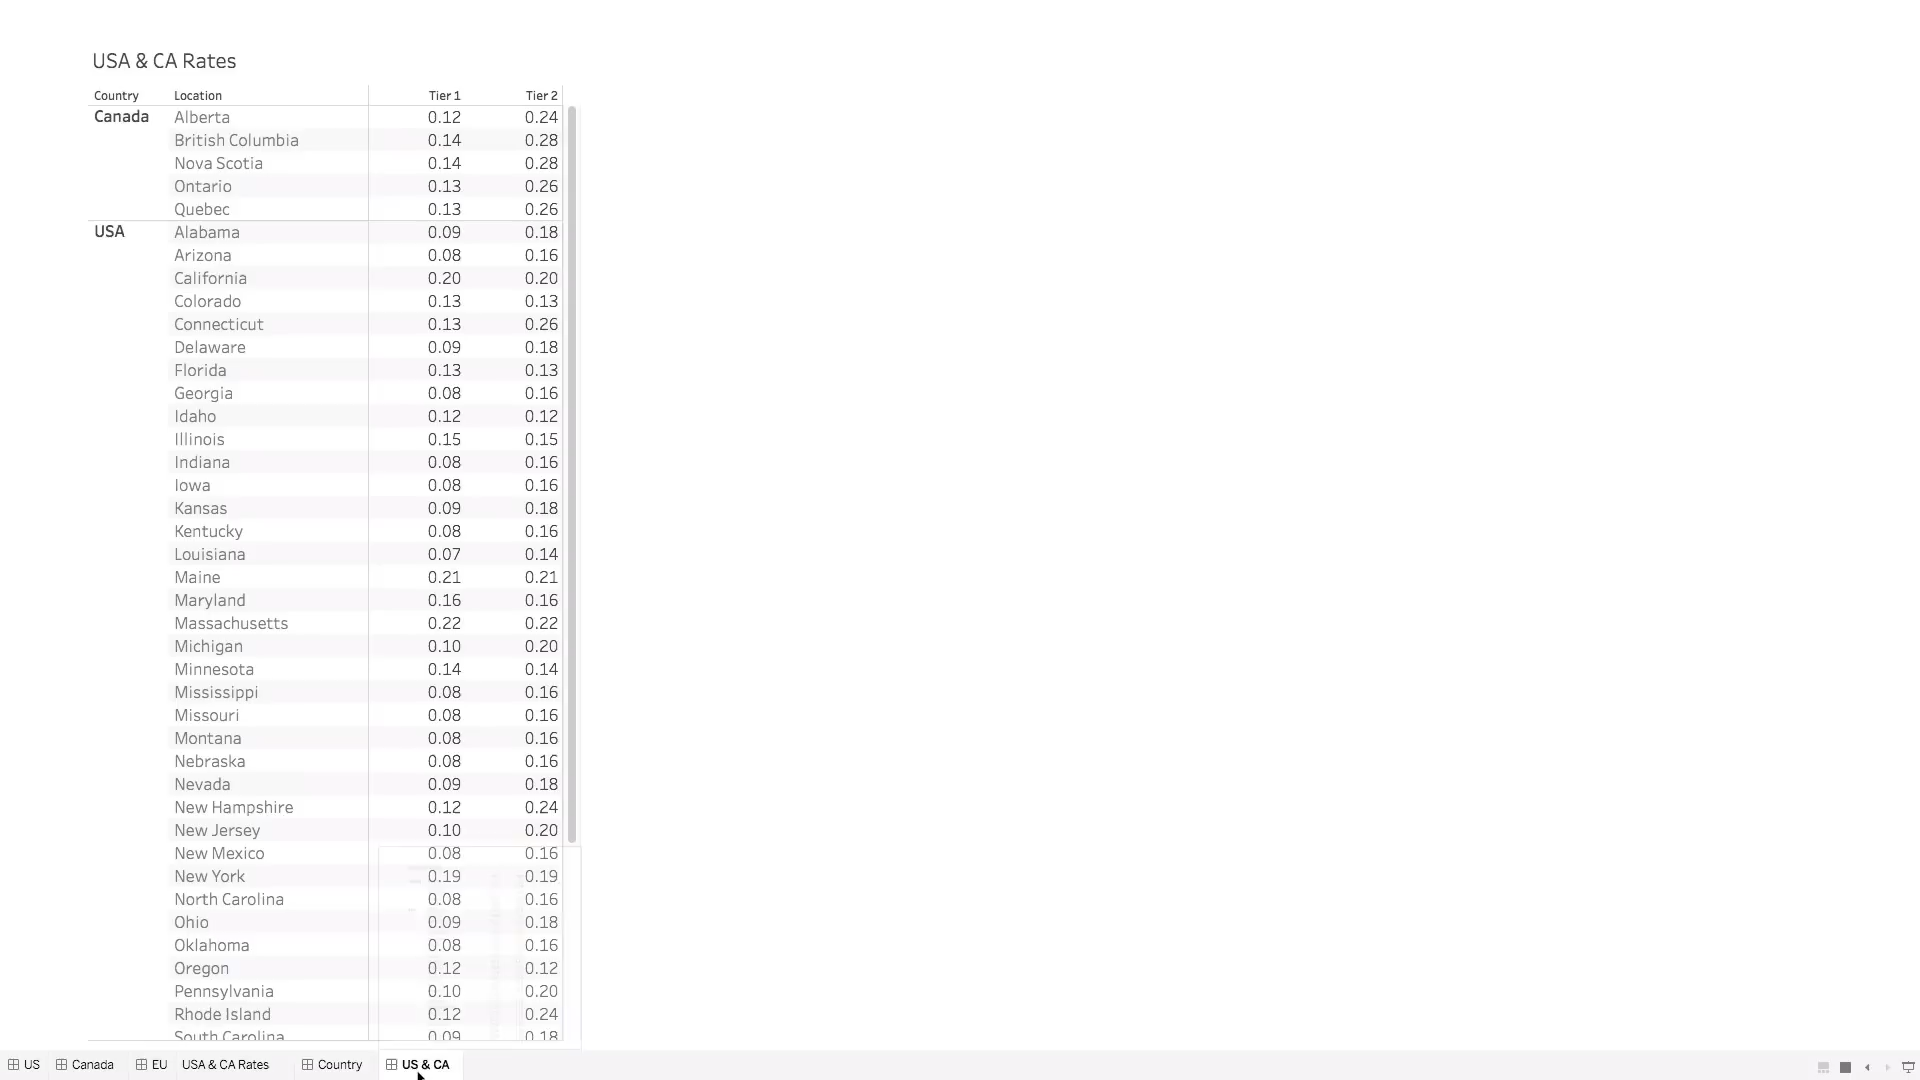 USA & CA Rates
Country Location Tier 1 Tier 2
Canada Alberta 0.12 0.24
British Columbia 0.14 0.28
Nova Scotia 0.14 0.28
Ontario 0.13 0.26
Quebec 0.13 0.26
USA Alabama 0.09 0.18
Arizona 0.08 0.16
California 0.20 0.20
Colorado 0.13 0.13
Connecticut 0.13 0.26
Delaware 0.09 0.18
Florida 0.13 0.13
Georgia 0.08 0.16
Idaho 0.12 0.12
Illinois 0.15 0.15
Indiana 0.08 0.16
Iowa 0.08 0.16
Kansas 0.09 0.18
Kentucky 0.08 0.16
Louisiana 0.07 0.14
Maine 0.21 0.21
Maryland 0.16 0.16
Massachusetts 0.22 0.22
Michigan 0.10 0.20
Minnesota 0.14 0.14
Mississippi 0.08 0.16
Missouri 0.08 0.16
Montana 0.08 0.16
Nebraska 0.08 0.16
Nevada 0.09 0.18
New Hampshire 0.12 0.24
New Jersey 0.10 0.20
New Mexico 0.08 0.16
New York 0.19 0.19
North Carolina 0.08 0.16
Ohio 0.09 0.18
Oklahoma 0.08 0.16
Oregon 0.12 0.12
Pennsylvania 0.10 0.20
Rhode Island 0.12 0.24
South Carolina 0.09 0.18
US Canada EU USA & CA Rates Country US & CA